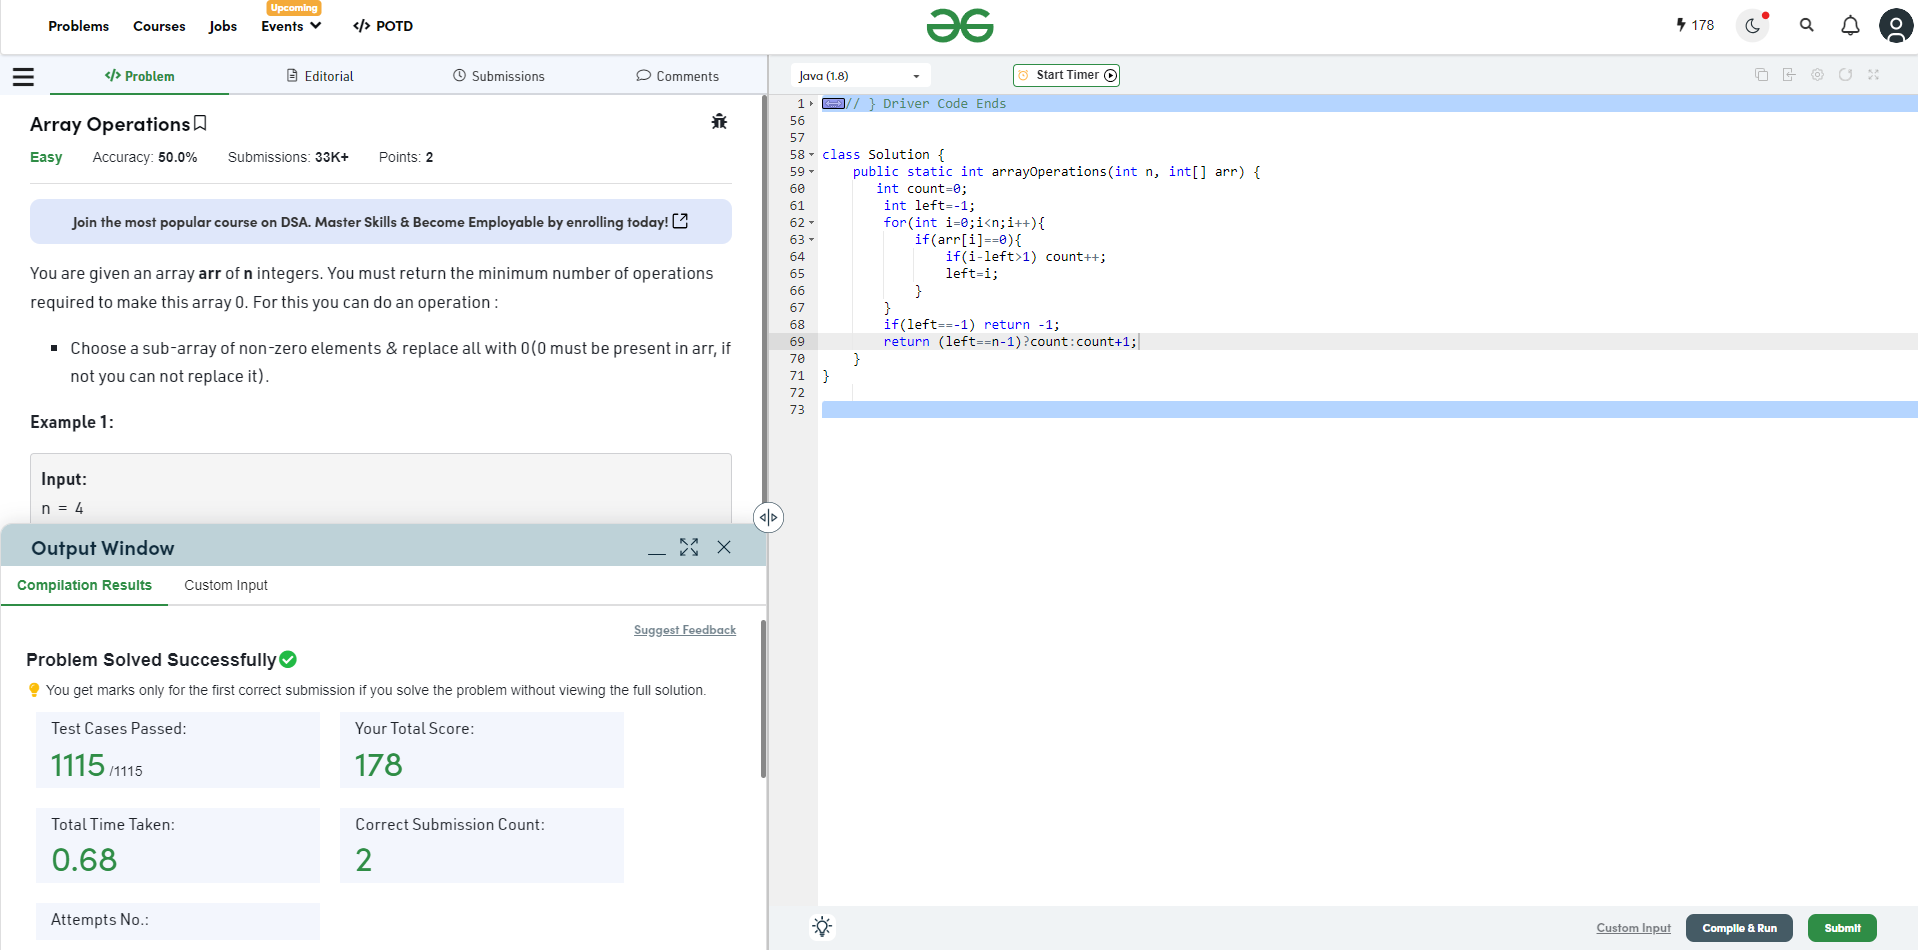 Problems Courses Jobs Upcoming Events </> POTD
178
</> Problem Editorial Submissions Comments
Array Operations
Easy Accuracy: 50.0% Submissions: 33K+ Points: 2
Join the most popular course on DSA. Master Skills & Become Employable by enrolling today!
You are given an array arr of n integers. You must return the minimum number of operations
required to make this array 0. For this you can do an operation :
Choose a sub-array of non-zero elements & replace all with 0(0 must be present in arr, if
not you can not replace it).
Example 1:
Input:
n = 4
Output Window
Compilation Results Custom Input
Suggest Feedback
Problem Solved Successfully
You get marks only for the first correct submission if you solve the problem without viewing the full solution.
Test Cases Passed: Your Total Score:
1115 /1115 178
Total Time Taken: Correct Submission Count:
0.68 2
Attempts No.:
Java (1.8) Start Timer
1 // } Driver Code Ends
56
57
58 class Solution {
59 public static int arrayOperations(int n, int[] arr) {
60 int count=0;
61 int left=-1;
62 for(int i=0;i<n;i++){
63 if(arr[i]==0){
64 if(i-left>1) count++;
65 left=i;
66 }
67 }
68 if(left==-1) return -1;
69 return (left==n-1)?count:count+1;
70 }
71 }
72
73
Custom Input Compile & Run Submit